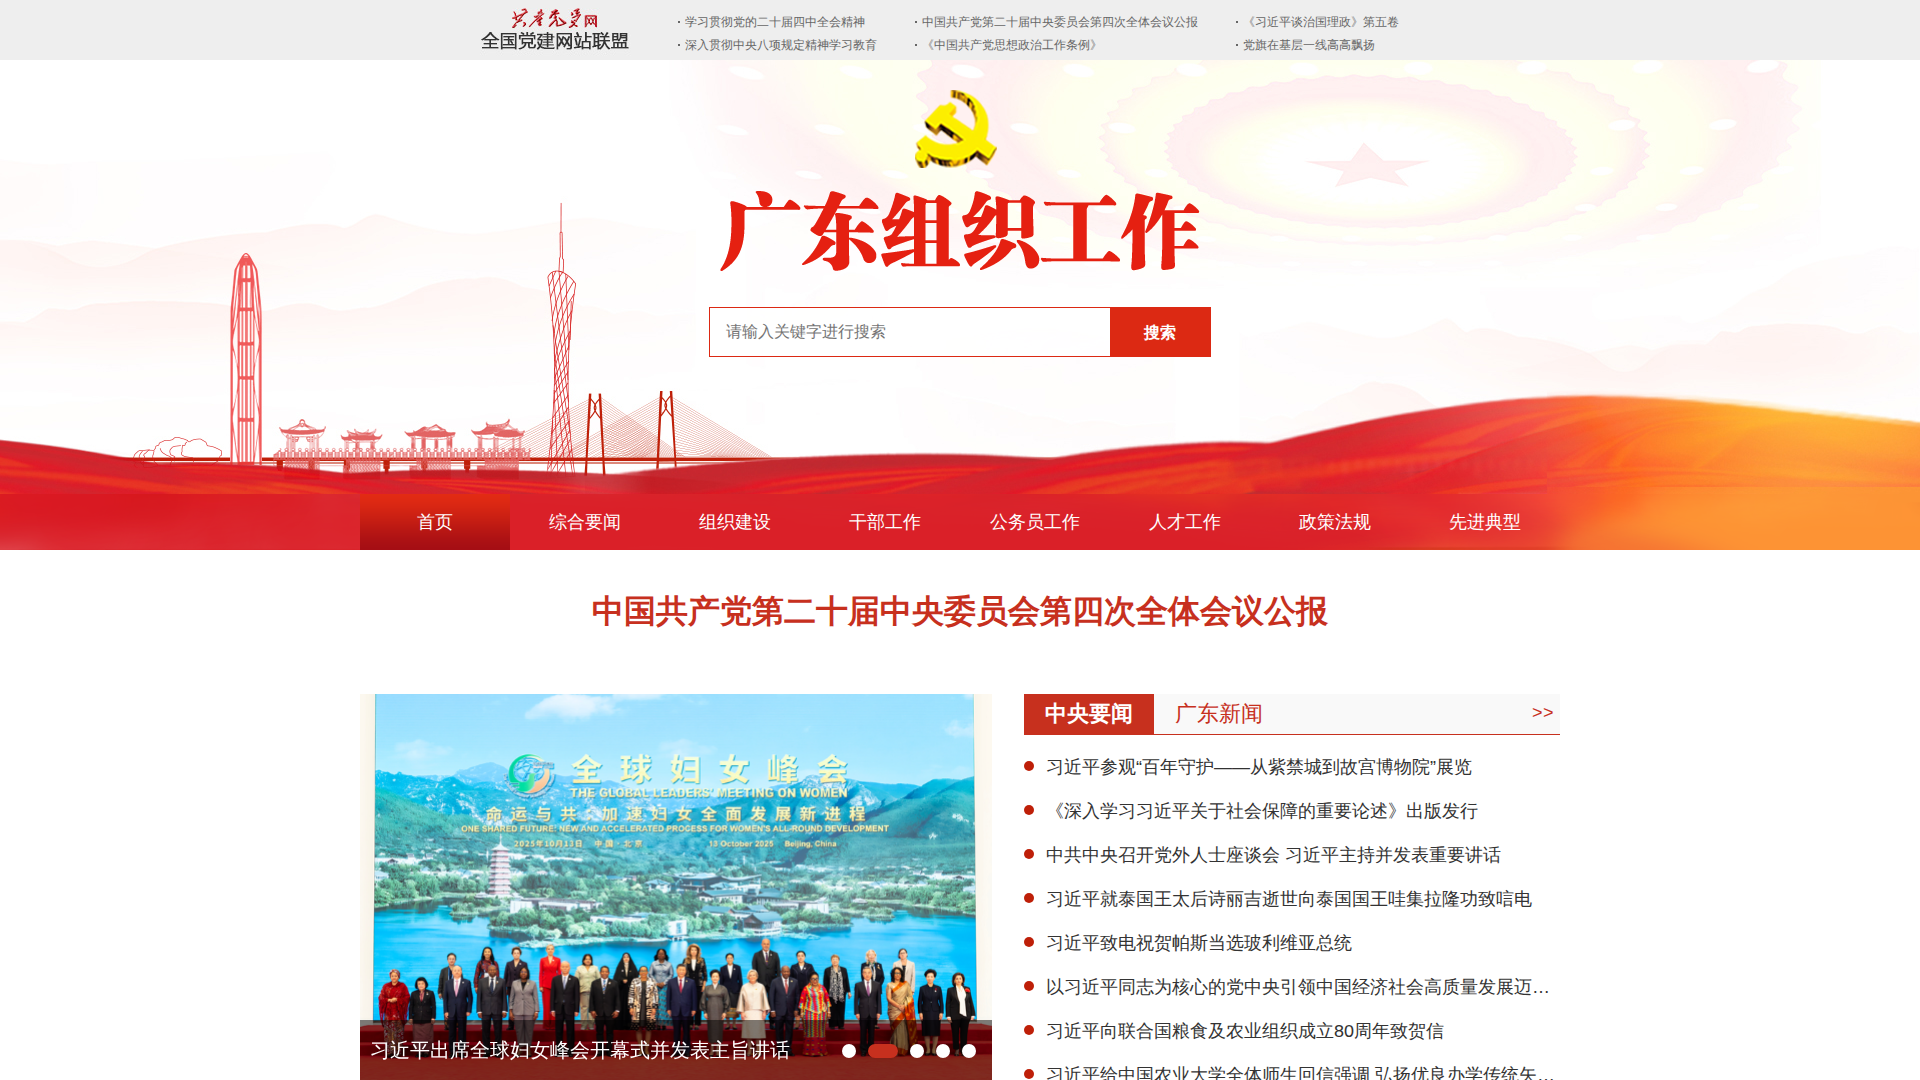 共产党员网
全国党建网站联盟
· 学习贯彻党的二十届四中全会精神
· 中国共产党第二十届中央委员会第四次全体会议公报
· 《习近平谈治国理政》第五卷
· 深入贯彻中央八项规定精神学习教育
· 《中国共产党思想政治工作条例》
· 党旗在基层一线高高飘扬
广东组织工作
请输入关键字进行搜索
搜索
首页 综合要闻 组织建设 干部工作 公务员工作 人才工作 政策法规 先进典型
中国共产党第二十届中央委员会第四次全体会议公报
全球妇女峰会
THE GLOBAL LEADERS' MEETING ON WOMEN
命运与共：加速妇女全面发展新进程
ONE SHARED FUTURE: NEW AND ACCELERATED PROCESS FOR WOMEN'S ALL-ROUND DEVELOPMENT
2025年10月13日 中国·北京 13 October 2025 Beijing, China
习近平出席全球妇女峰会开幕式并发表主旨讲话
中央要闻 广东新闻 >>
习近平参观“百年守护——从紫禁城到故宫博物院”展览
《深入学习习近平关于社会保障的重要论述》出版发行
中共中央召开党外人士座谈会 习近平主持并发表重要讲话
习近平就泰国王太后诗丽吉逝世向泰国国王哇集拉隆功致唁电
习近平致电祝贺帕斯当选玻利维亚总统
以习近平同志为核心的党中央引领中国经济社会高质量发展迈…
习近平向联合国粮食及农业组织成立80周年致贺信
习近平给中国农业大学全体师生回信强调 弘扬优良办学传统矢…